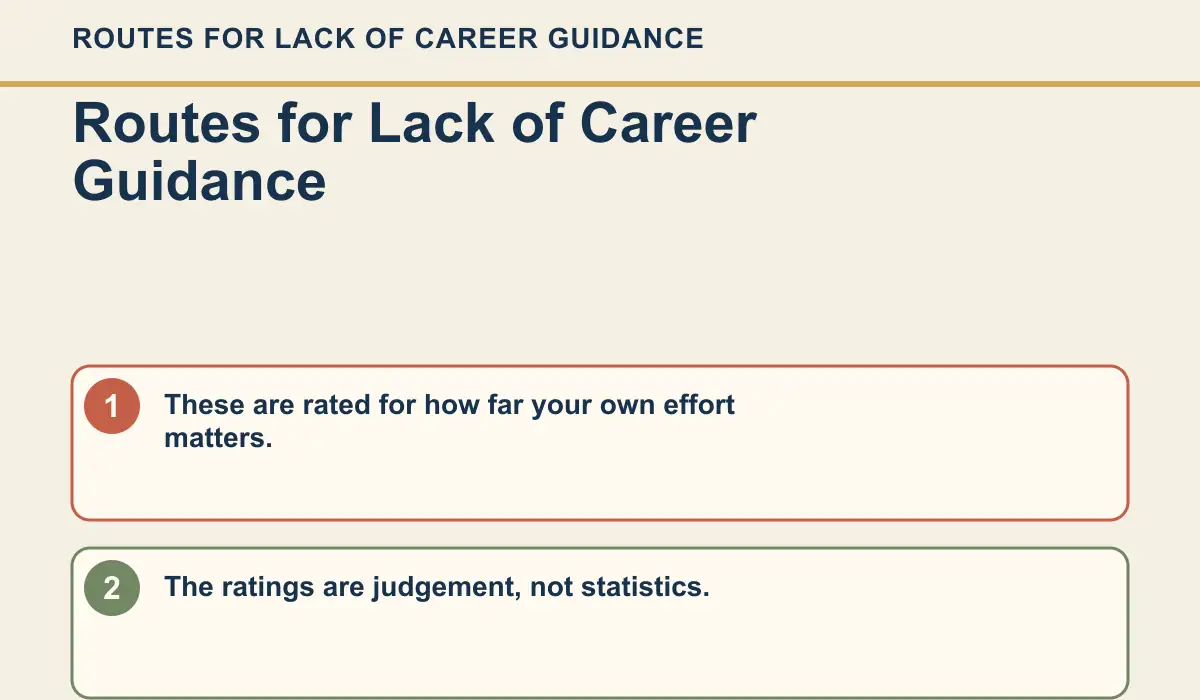 ROUTES FOR LACK OF CAREER GUIDANCE
Routes for Lack of Career
Guidance
1
These are rated for how far your own effort
matters.
2
The ratings are judgement, not statistics.